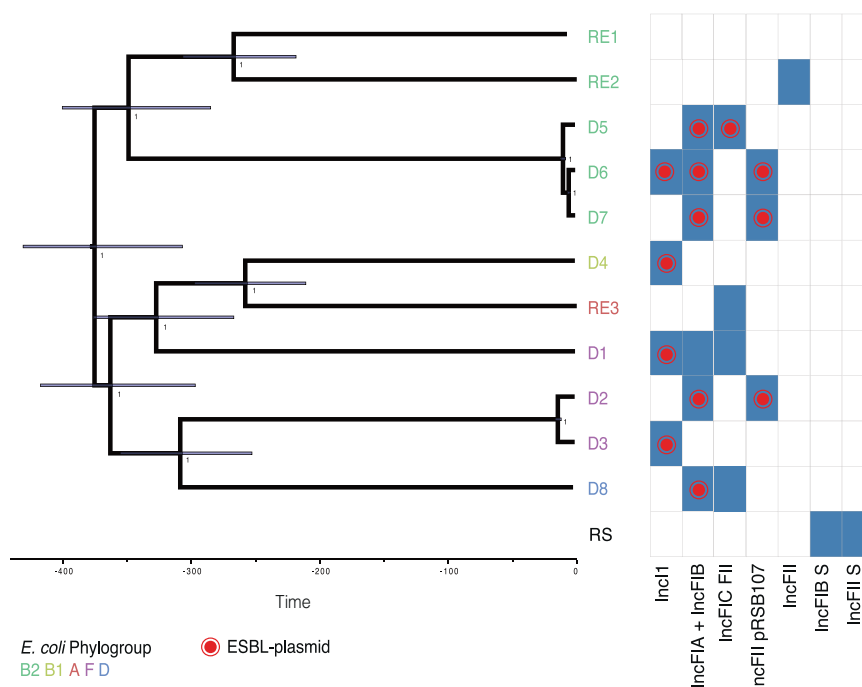 RE1
1
RE2
1
D5
1
D6
1
D7
1
D4
1
RE3
1
D1
D2
1
D3
1
D8
RS
-400 -300 -200 -100 0
Time
IncI1
IncFIA + IncFIB
IncFIC FII
ncFII pRSB107
IncFII
IncFIB S
IncFII S
E. coli Phylogroup
ESBL-plasmid
B2 B1 A F D